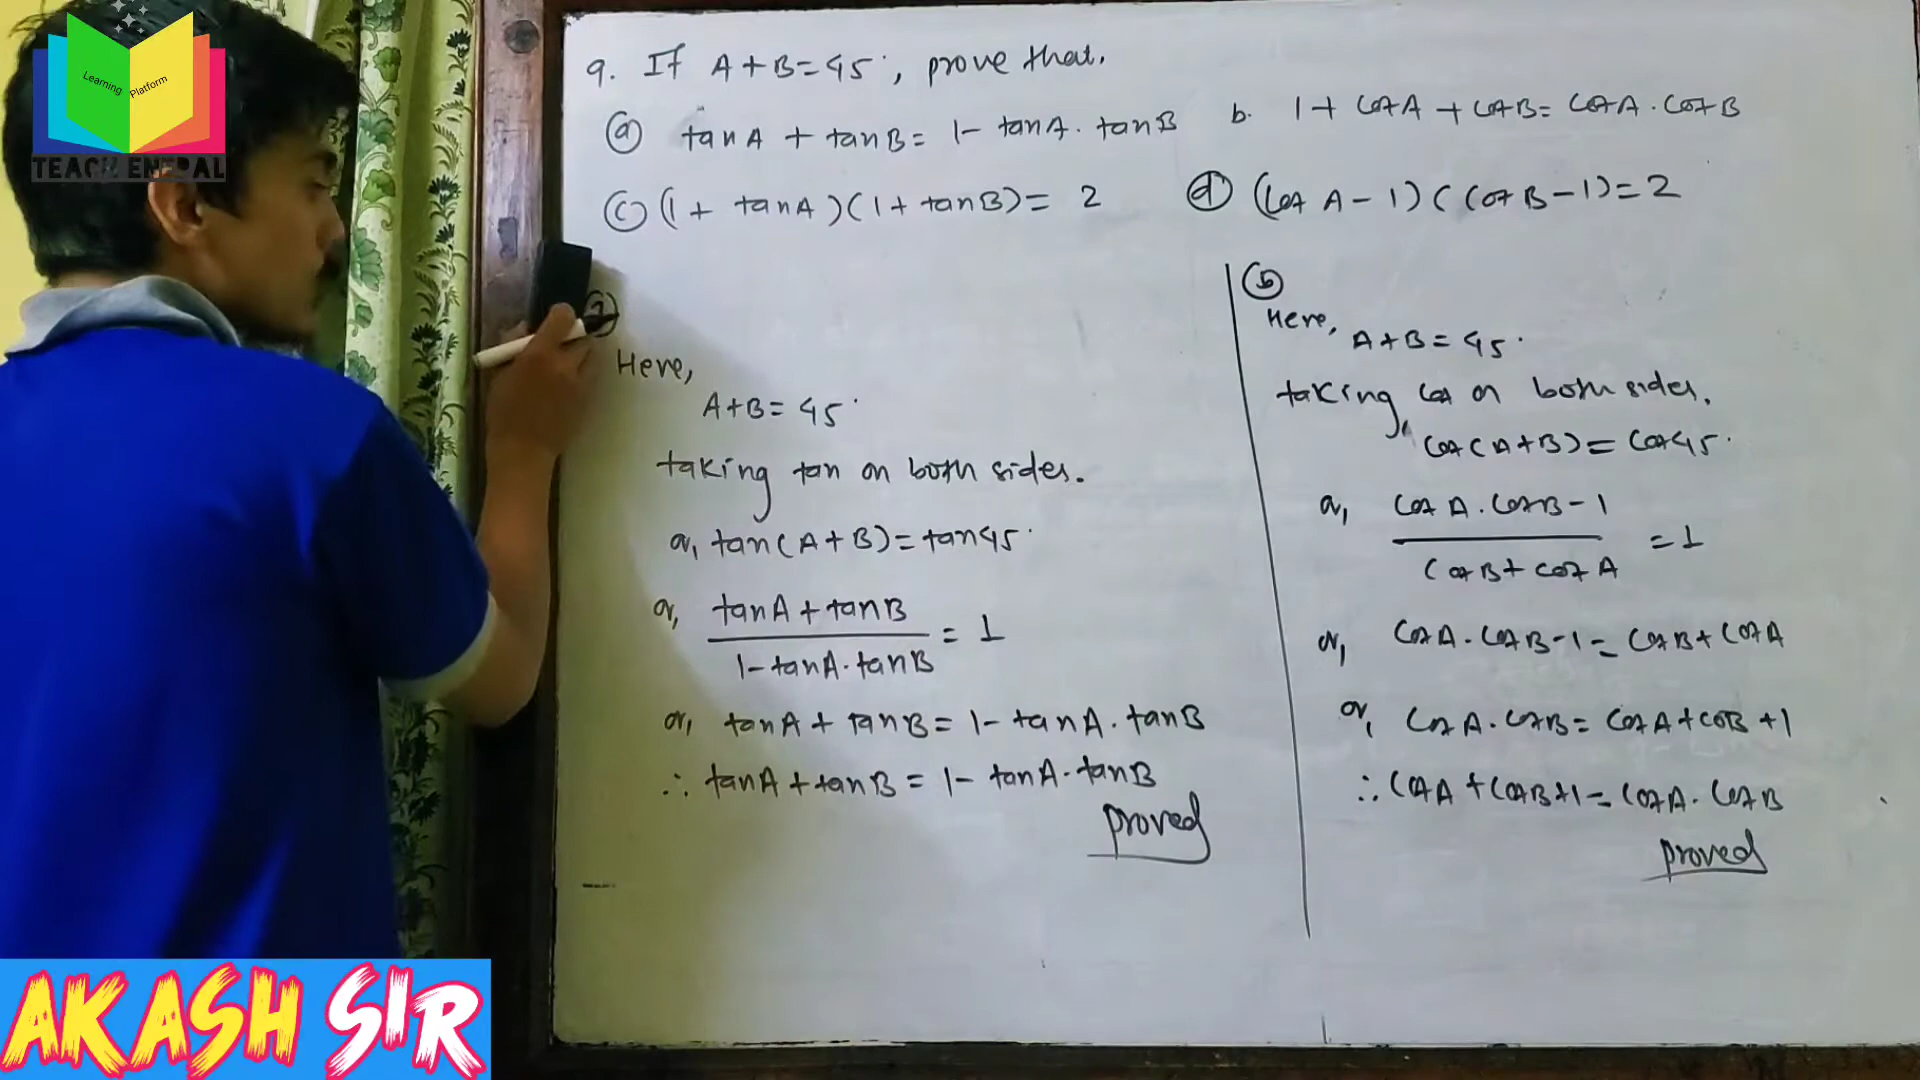 Learning Platform
TEACH ENEPAL
9. If A+B=45°, prove that.
ⓐ tanA + tanB = 1- tanA. tanB
b. 1+ cotA + cotB = cotA. cotB
ⓒ (1+ tanA)(1+tanB)= 2
ⓓ (cot A-1)(cotB-1)=2
Here,
A+B= 45°
taking tan on both sides.
or, tan(A+B)=tan45°
or, tanA+tanB
1-tanA.tanB
= 1
or, tanA+ tanB= 1- tanA. tanB
∴ tanA+tanB = 1- tanA.tanB
proved
ⓑ
Here,
A+B= 45°
taking cot on both sides.
cot(A+B)= cot45°
or, cotA.cotB-1
cotB+cotA
=1
or, cotA.cotB-1= cotB+cotA
or, cotA.cotB= cotA+cotB+1
∴ cotA+cotB+1= cotA. cotB
proved
AKASH SIR